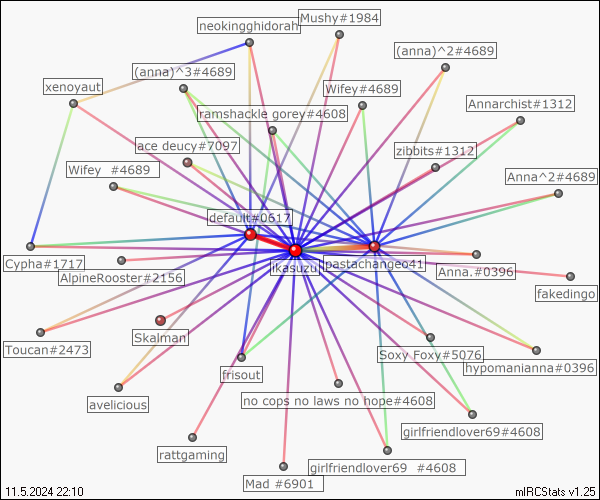 Mushy#1984
neokingghidorah
(anna)^2#4689
(anna)^3#4689
xenoyaut
Wifey#4689
Annarchist#1312
ramshackle gorey#4608
ace deucy#7097
zibbits#1312
Wifey_#4689
Anna^2#4689
default#0617
Cypha#1717
ikasuzu
pastachange041
Anna.#0396
AlpineRooster#2156
fakedingo
Skalman
Toucan#2473
Soxy Foxy#5076
hypomanianna#0396
frisout
avelicious
no cops no laws no hope#4608
girlfriendlover69#4608
rattgaming
girlfriendlover69_#4608
Mad_#6901
11.5.2024 22:10
mIRCStats v1.25